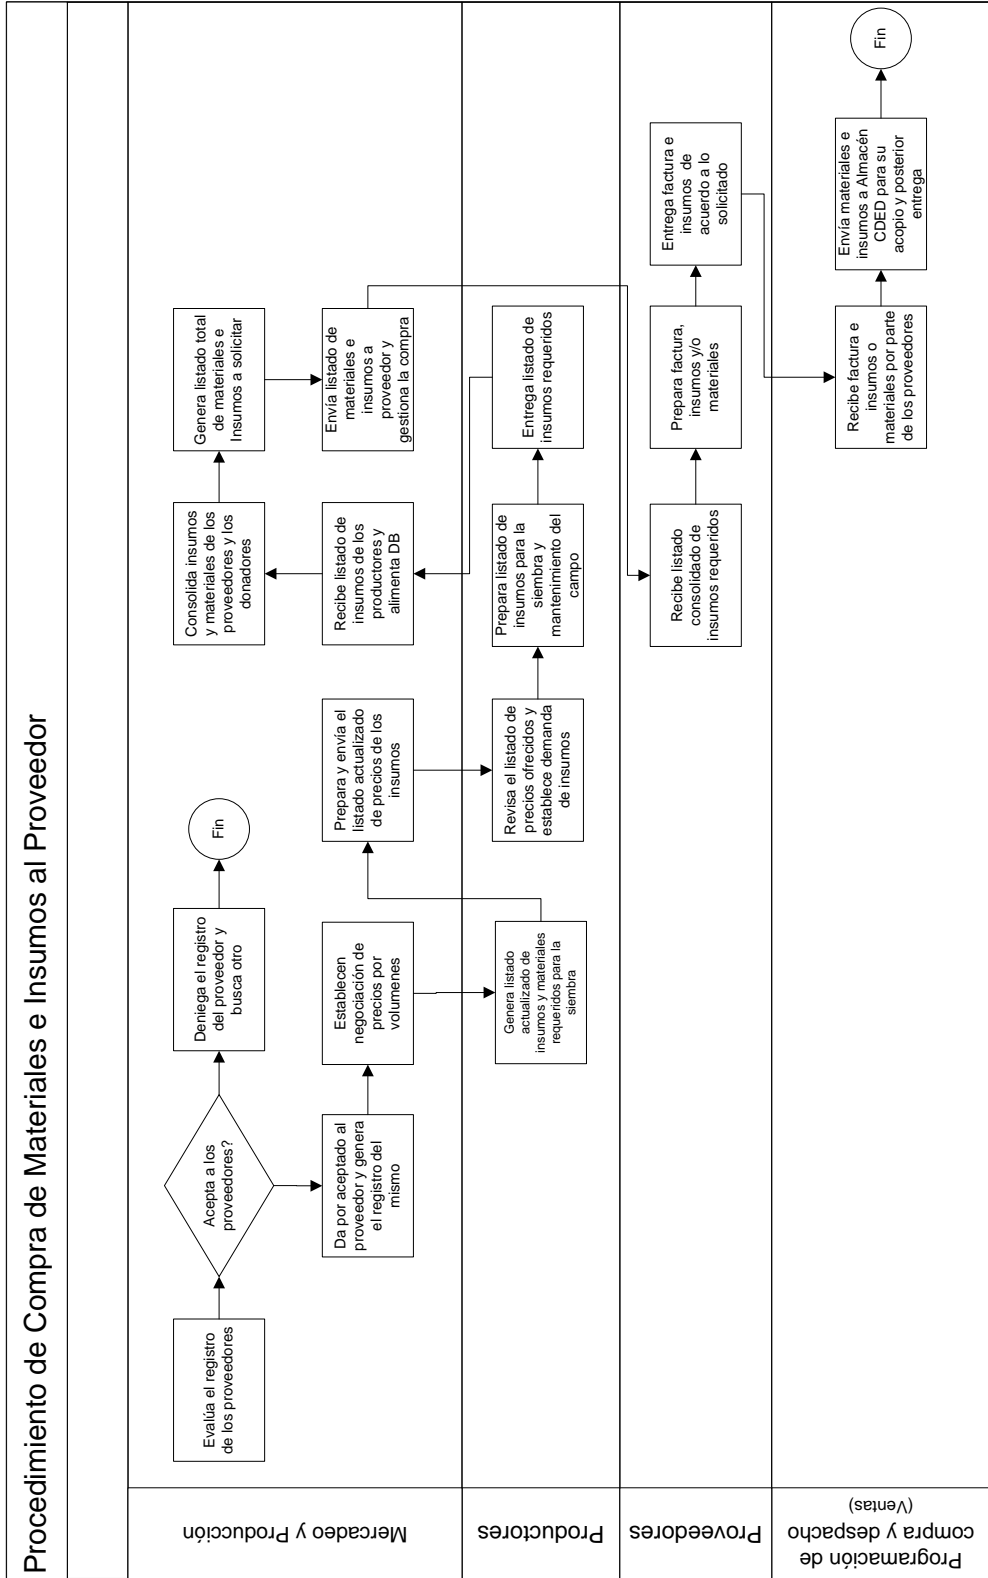 Procedimiento de Compra de Materiales e Insumos al Proveedor
Mercadeo y Producción
Evalúa el registro
de los proveedores
Acepta a los
proveedores?
Deniega el registro
del proveedor y
busca otro
Fin
Da por aceptado al
proveedor y genera
el registro del
mismo
Establecen
negociación de
precios por
volumenes
Prepara y envía el
listado actualizado
de precios de los
insumos
Recibe listado de
insumos de los
productores y
alimenta DB
Consolida insumos
y materiales de los
proveedores y los
donadores
Genera listado total
de materiales e
Insumos a solicitar
Envía listado de
materiales e
insumos a
proveedor y
gestiona la compra
Productores
Genera listado
actualizado de
insumos y materiales
requeridos para la
siembra
Revisa el listado de
precios ofrecidos y
establece demanda
de insumos
Prepara listado de
insumos para la
siembra y
mantenimiento del
campo
Entrega listado de
insumos requeridos
Proveedores
Recibe listado
consolidado de
insumos requeridos
Prepara factura,
insumos y/o
materiales
Entrega factura e
insumos de
acuerdo a lo
solicitado
Programación de
compra y despacho
(Ventas)
Recibe factura e
insumos o
materiales por parte
de los proveedores
Envía materiales e
insumos a Almacén
CDED para su
acopio y posterior
entrega
Fin